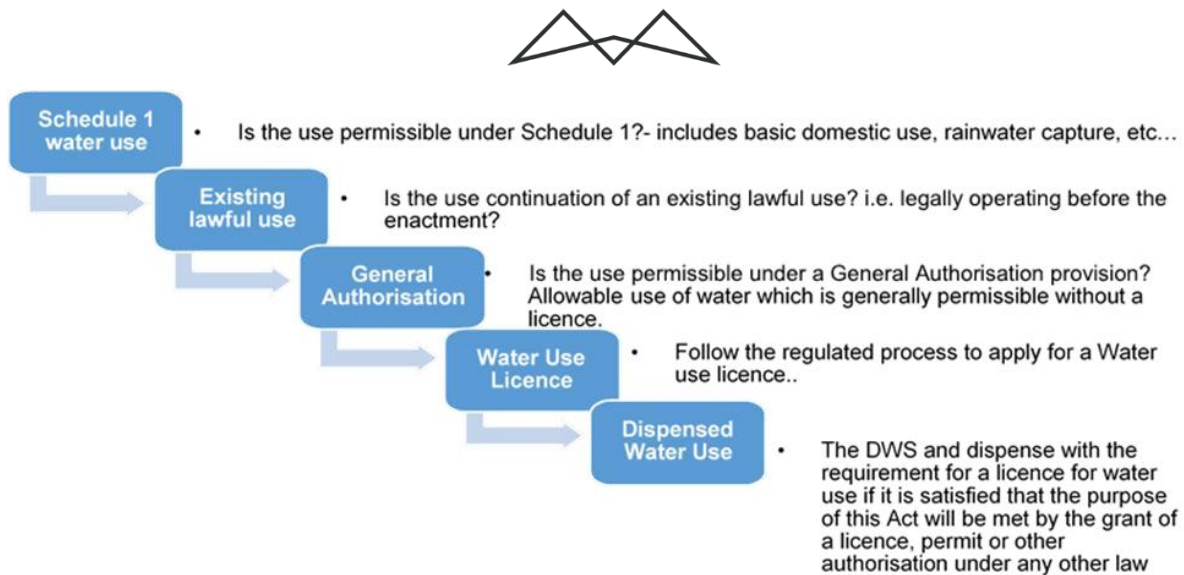 Schedule 1
water use
• Is the use permissible under Schedule 1?- includes basic domestic use, rainwater capture, etc…
Existing
lawful use
• Is the use continuation of an existing lawful use? i.e. legally operating before the
enactment?
General
Authorisation
• Is the use permissible under a General Authorisation provision?
Allowable use of water which is generally permissible without a
licence.
Water Use
Licence
• Follow the regulated process to apply for a Water
use licence..
Dispensed
Water Use
• The DWS and dispense with the
requirement for a licence for water
use if it is satisfied that the purpose
of this Act will be met by the grant of
a licence, permit or other
authorisation under any other law